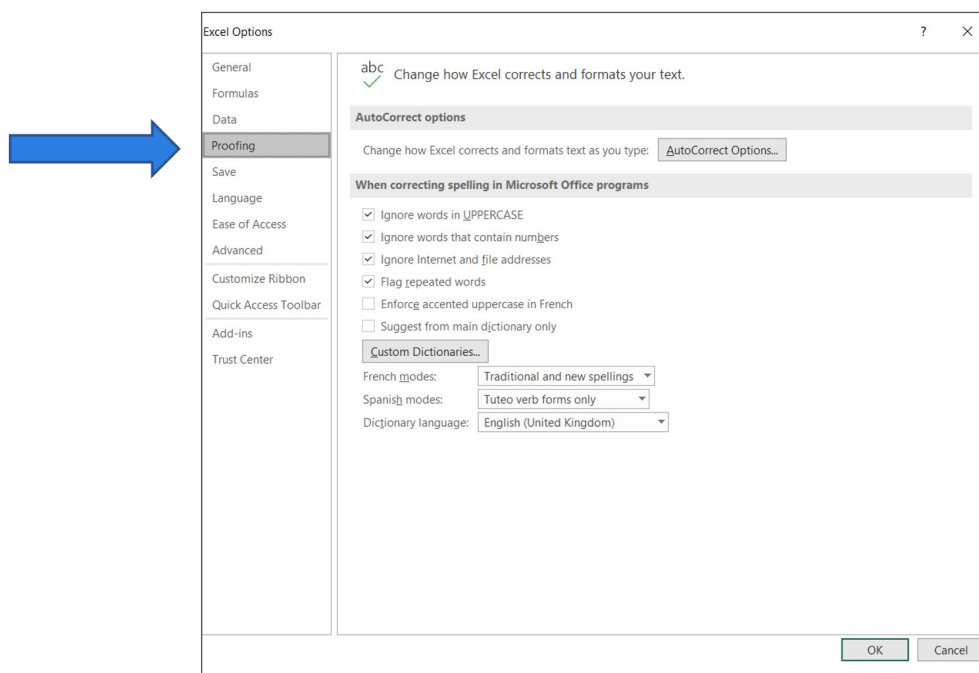 Excel Options
?
General
Formulas
Data
Proofing
Save
Language
Ease of Access
Advanced
Customize Ribbon
Quick Access Toolbar
Add-ins
Trust Center
abc
Change how Excel corrects and formats your text.
AutoCorrect options
Change how Excel corrects and formats text as you type: AutoCorrect Options...
When correcting spelling in Microsoft Office programs
Ignore words in UPPERCASE
Ignore words that contain numbers
Ignore Internet and file addresses
Flag repeated words
Enforce accented uppercase in French
Suggest from main dictionary only
Custom Dictionaries...
French modes: Traditional and new spellings
Spanish modes: Tuteo verb forms only
Dictionary language: English (United Kingdom)
OK Cancel